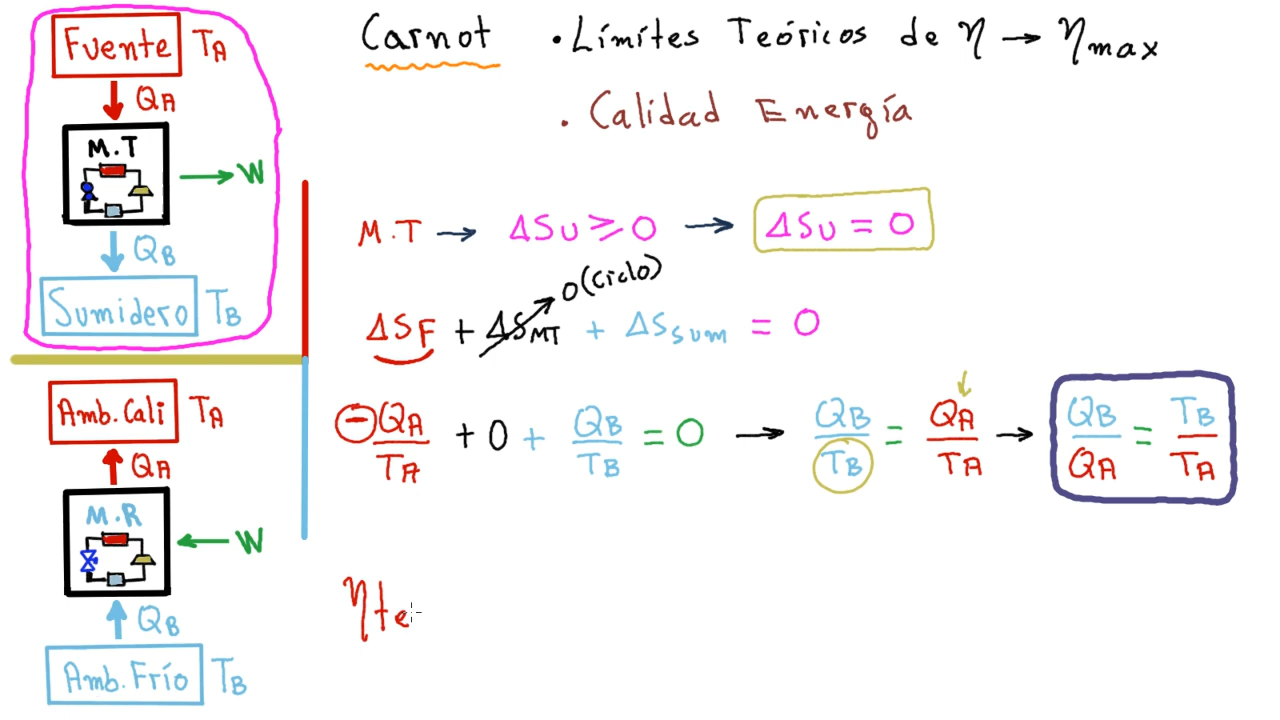 Fuente TA
QA
M.T
W
QB
Sumidero TB
Amb.Cali TA
QA
M.R
W
QB
Amb.Frío TB
Carnot • Límites Teóricos de η → ηmax
• Calidad Energía
M.T → ΔSU ≥ 0 → ΔSU = 0
ΔSF + ΔSMT + ΔSSUM = 0
0 (Ciclo)
-QA/TA + 0 + QB/TB = 0 → QB/TB = QA/TA → QB/QA = TB/TA
ηte